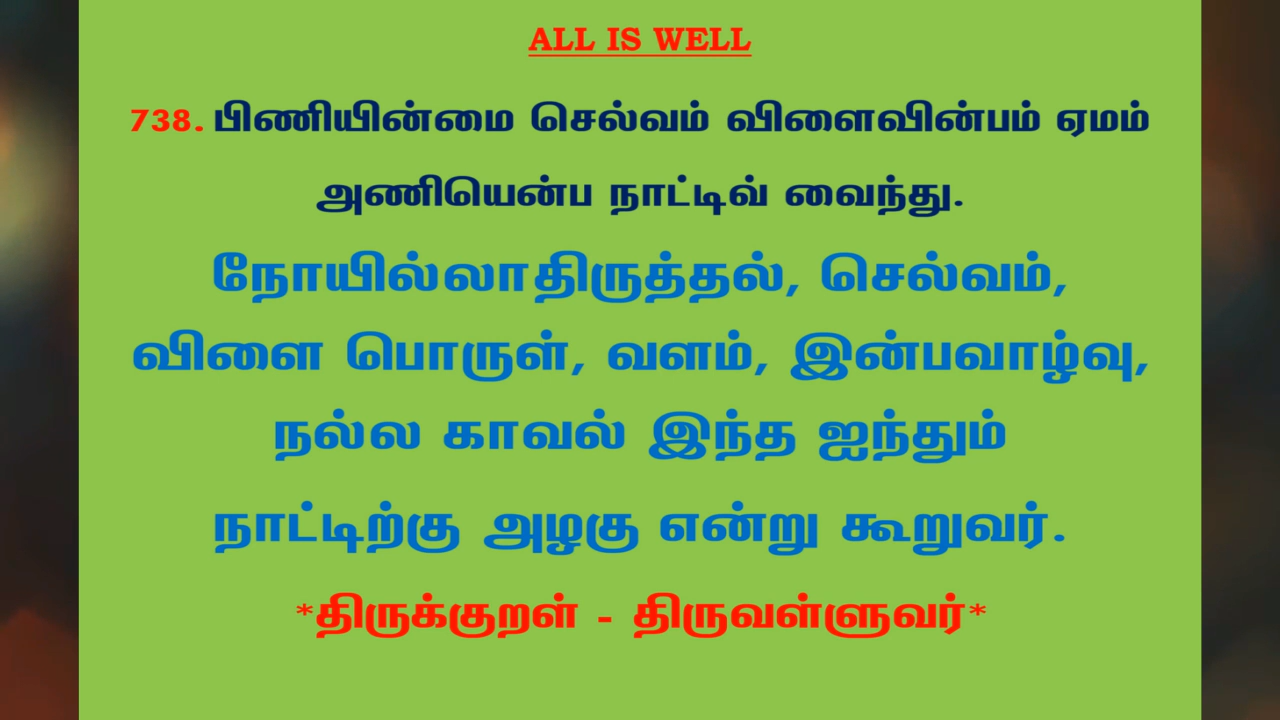 ALL IS WELL
738. பிணியின்மை செல்வம் விளைவின்பம் ஏமம்
அணியென்ப நாட்டிவ் வைந்து.
நோயில்லாதிருத்தல், செல்வம்,
விளை பொருள், வளம், இன்பவாழ்வு,
நல்ல காவல் இந்த ஐந்தும்
நாட்டிற்கு அழகு என்று கூறுவர்.
*திருக்குறள் - திருவள்ளுவர்*